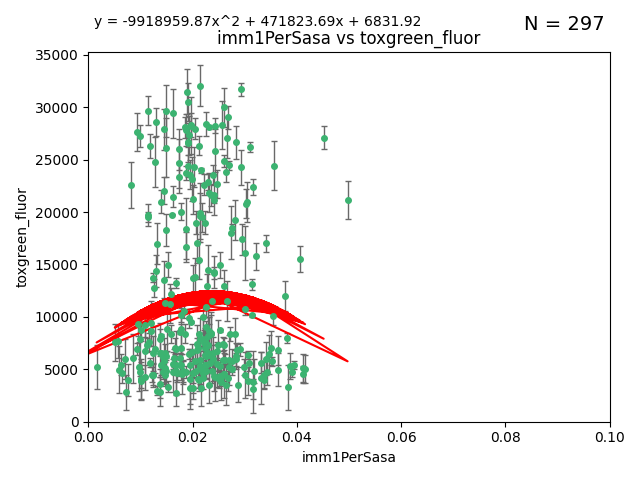 y = -9918959.87x^2 + 471823.69x + 6831.92
N = 297
imm1PerSasa vs toxgreen_fluor
35000
30000
25000
20000
15000
10000
5000
0
toxgreen_fluor
0.00 0.02 0.04 0.06 0.08 0.10
imm1PerSasa